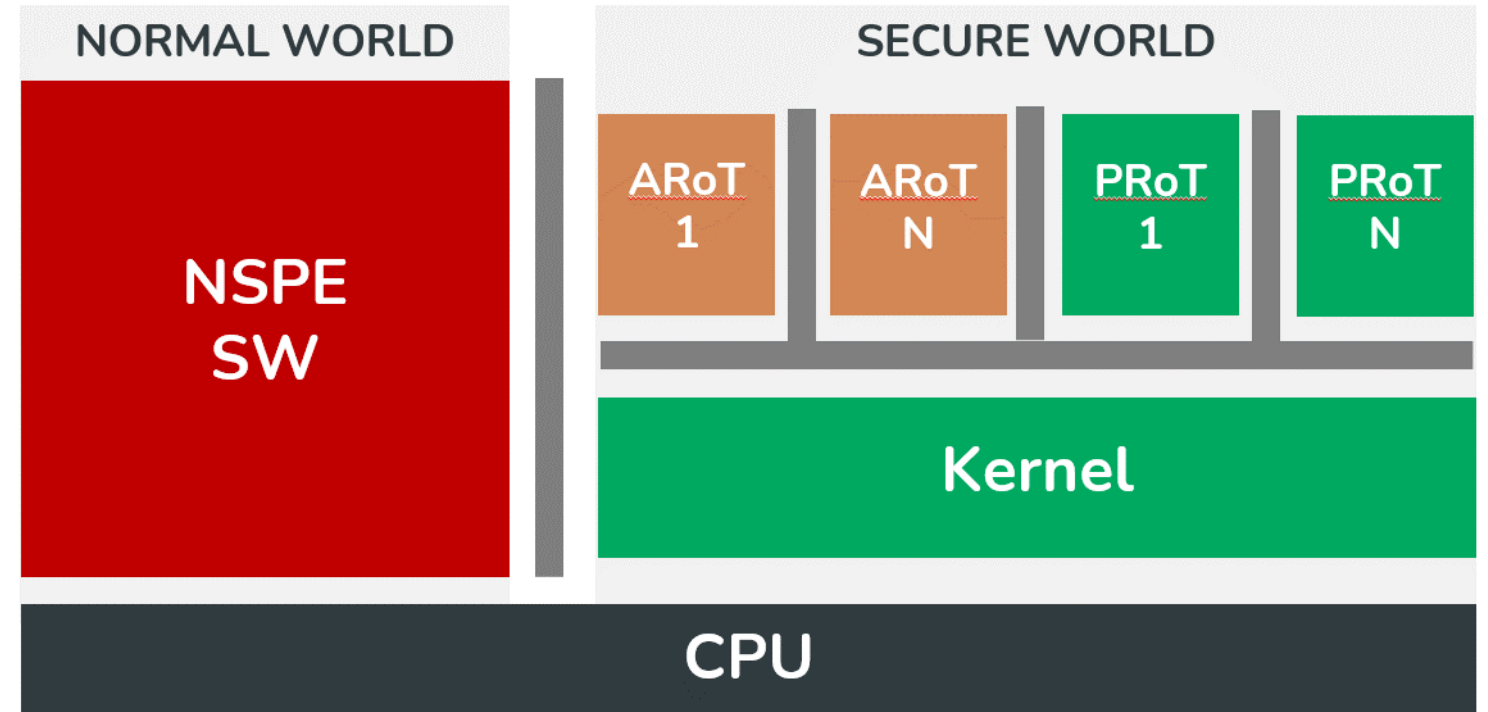 NORMAL WORLD
SECURE WORLD
NSPE
SW
ARoT
1
ARoT
N
PRoT
1
PRoT
N
Kernel
CPU